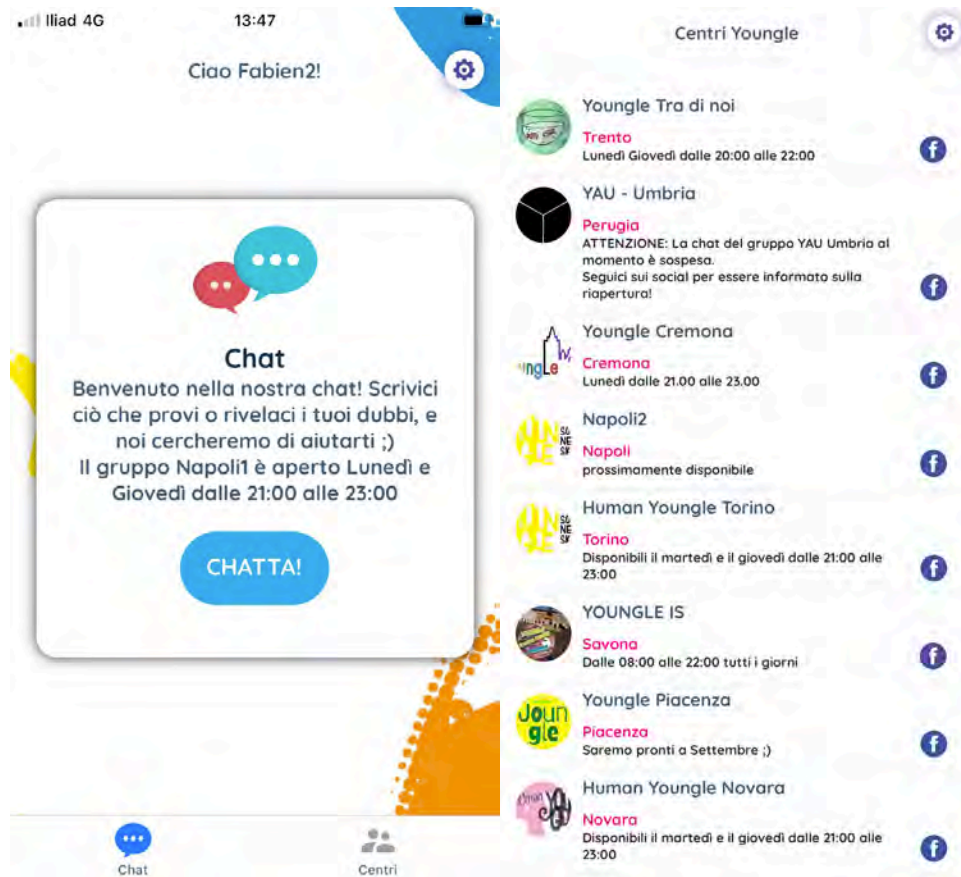 Iliad 4G
13:47
Ciao Fabien2!
Chat
Benvenuto nella nostra chat! Scrivici
ciò che provi o rivelaci i tuoi dubbi, e
noi cercheremo di aiutarti ;)
Il gruppo Napoli1 è aperto Lunedì e
Giovedì dalle 21:00 alle 23:00
CHATTA!
Chat
Centri
Centri Youngle
Youngle Tra di noi
Trento
Lunedì Giovedì dalle 20:00 alle 22:00
f
YAU - Umbria
Perugia
ATTENZIONE: La chat del gruppo YAU Umbria al
momento è sospesa.
Seguici sui social per essere informato sulla
riapertura!
f
Youngle Cremona
Cremona
Lunedì dalle 21.00 alle 23.00
f
Napoli2
Napoli
prossimamente disponibile
f
Human Youngle Torino
Torino
Disponibili il martedì e il giovedì dalle 21:00 alle
23:00
f
YOUNGLE IS
Savona
Dalle 08:00 alle 22:00 tutti i giorni
f
Joun
gle
Youngle Piacenza
Piacenza
Saremo pronti a Settembre ;)
f
Human Youngle Novara
Novara
Disponibili il martedì e il giovedì dalle 21:00 alle
23:00
f